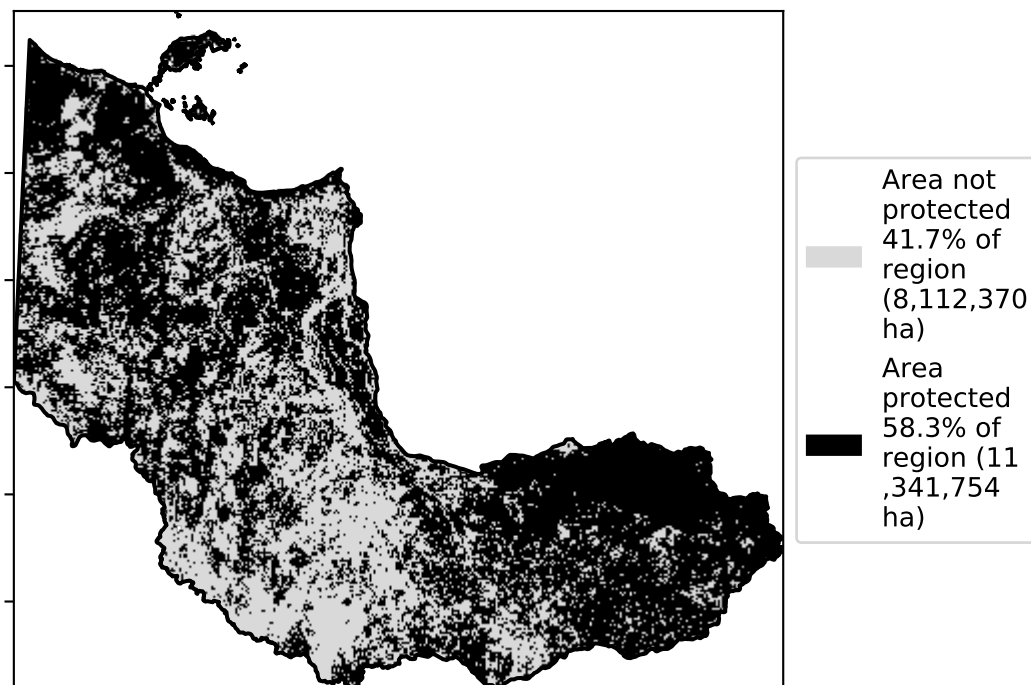 Area not
protected
41.7% of
region
(8,112,370
ha)
Area
protected
58.3% of
region (11
,341,754
ha)